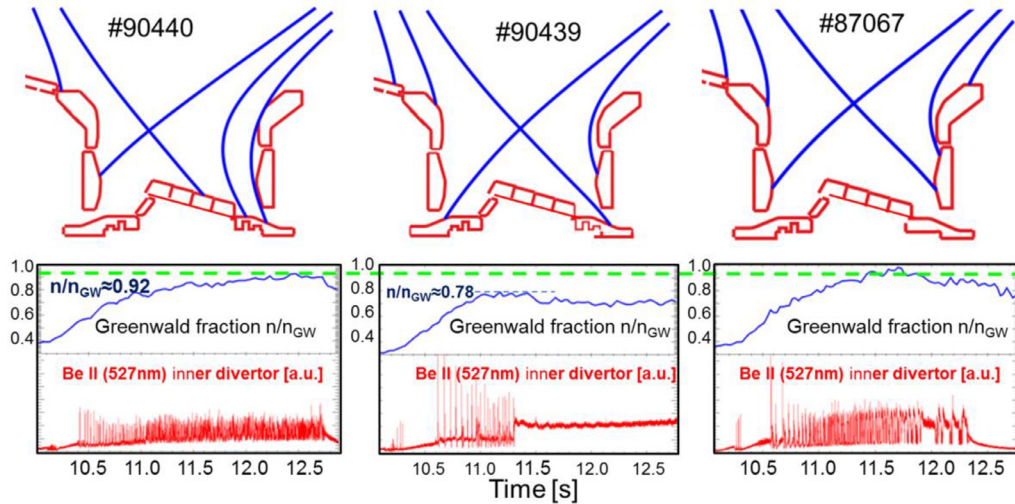 #90440
#90439
#87067
1.0
0.8
0.6
0.4
n/nGW≈0.92
Greenwald fraction n/nGW
Be II (527nm) inner divertor [a.u.]
10.5 11.0 11.5 12.0 12.5
1.0
0.8
0.6
0.4
n/nGW≈0.78
Greenwald fraction n/nGW
Be II (527nm) inner divertor [a.u.]
10.5 11.0 11.5 12.0 12.5
1.0
0.8
0.6
0.4
Greenwald fraction n/nGW
Be II (527nm) inner divertor [a.u.]
10.5 11.0 11.5 12.0 12.5
Time [s]